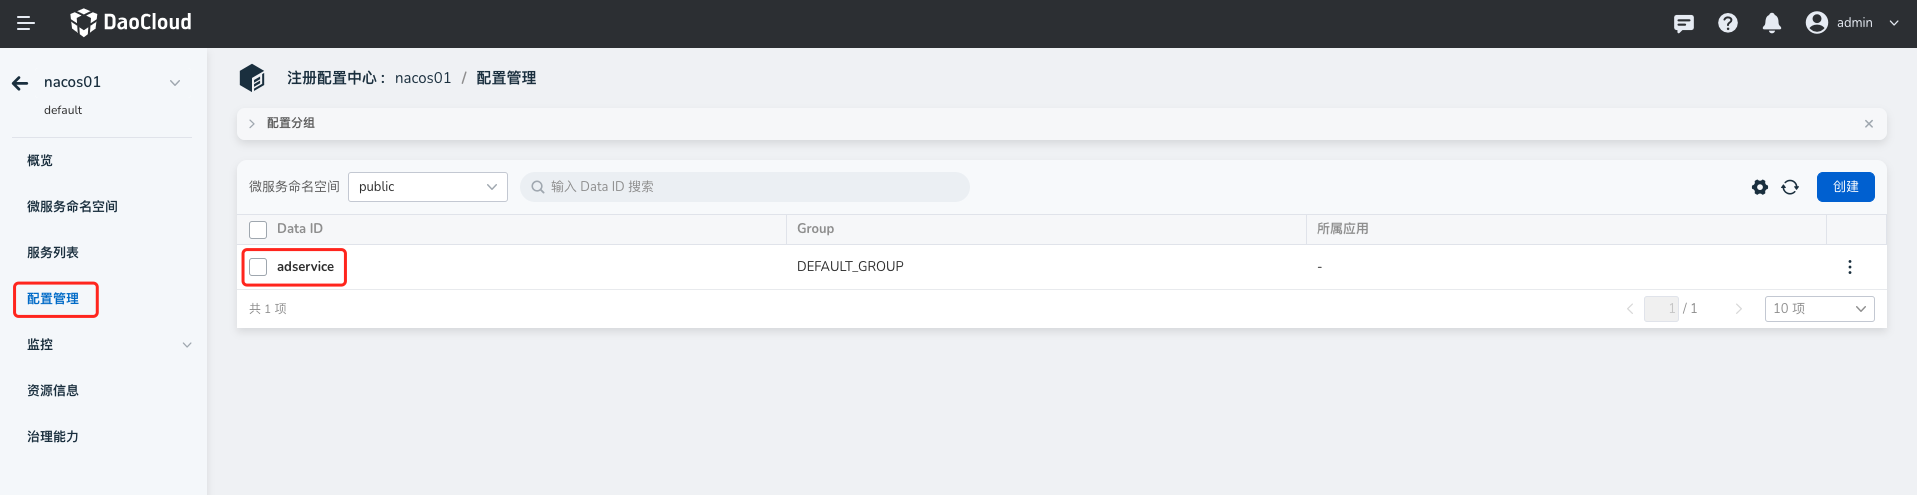 DaoCloud
admin
nacos01
default
概览
微服务命名空间
服务列表
配置管理
监控
资源信息
治理能力
注册配置中心： nacos01 / 配置管理
配置分组
微服务命名空间 public 输入 Data ID 搜索 创建
Data ID Group 所属应用
adservice DEFAULT_GROUP -
共 1 项 1 / 1 10 项